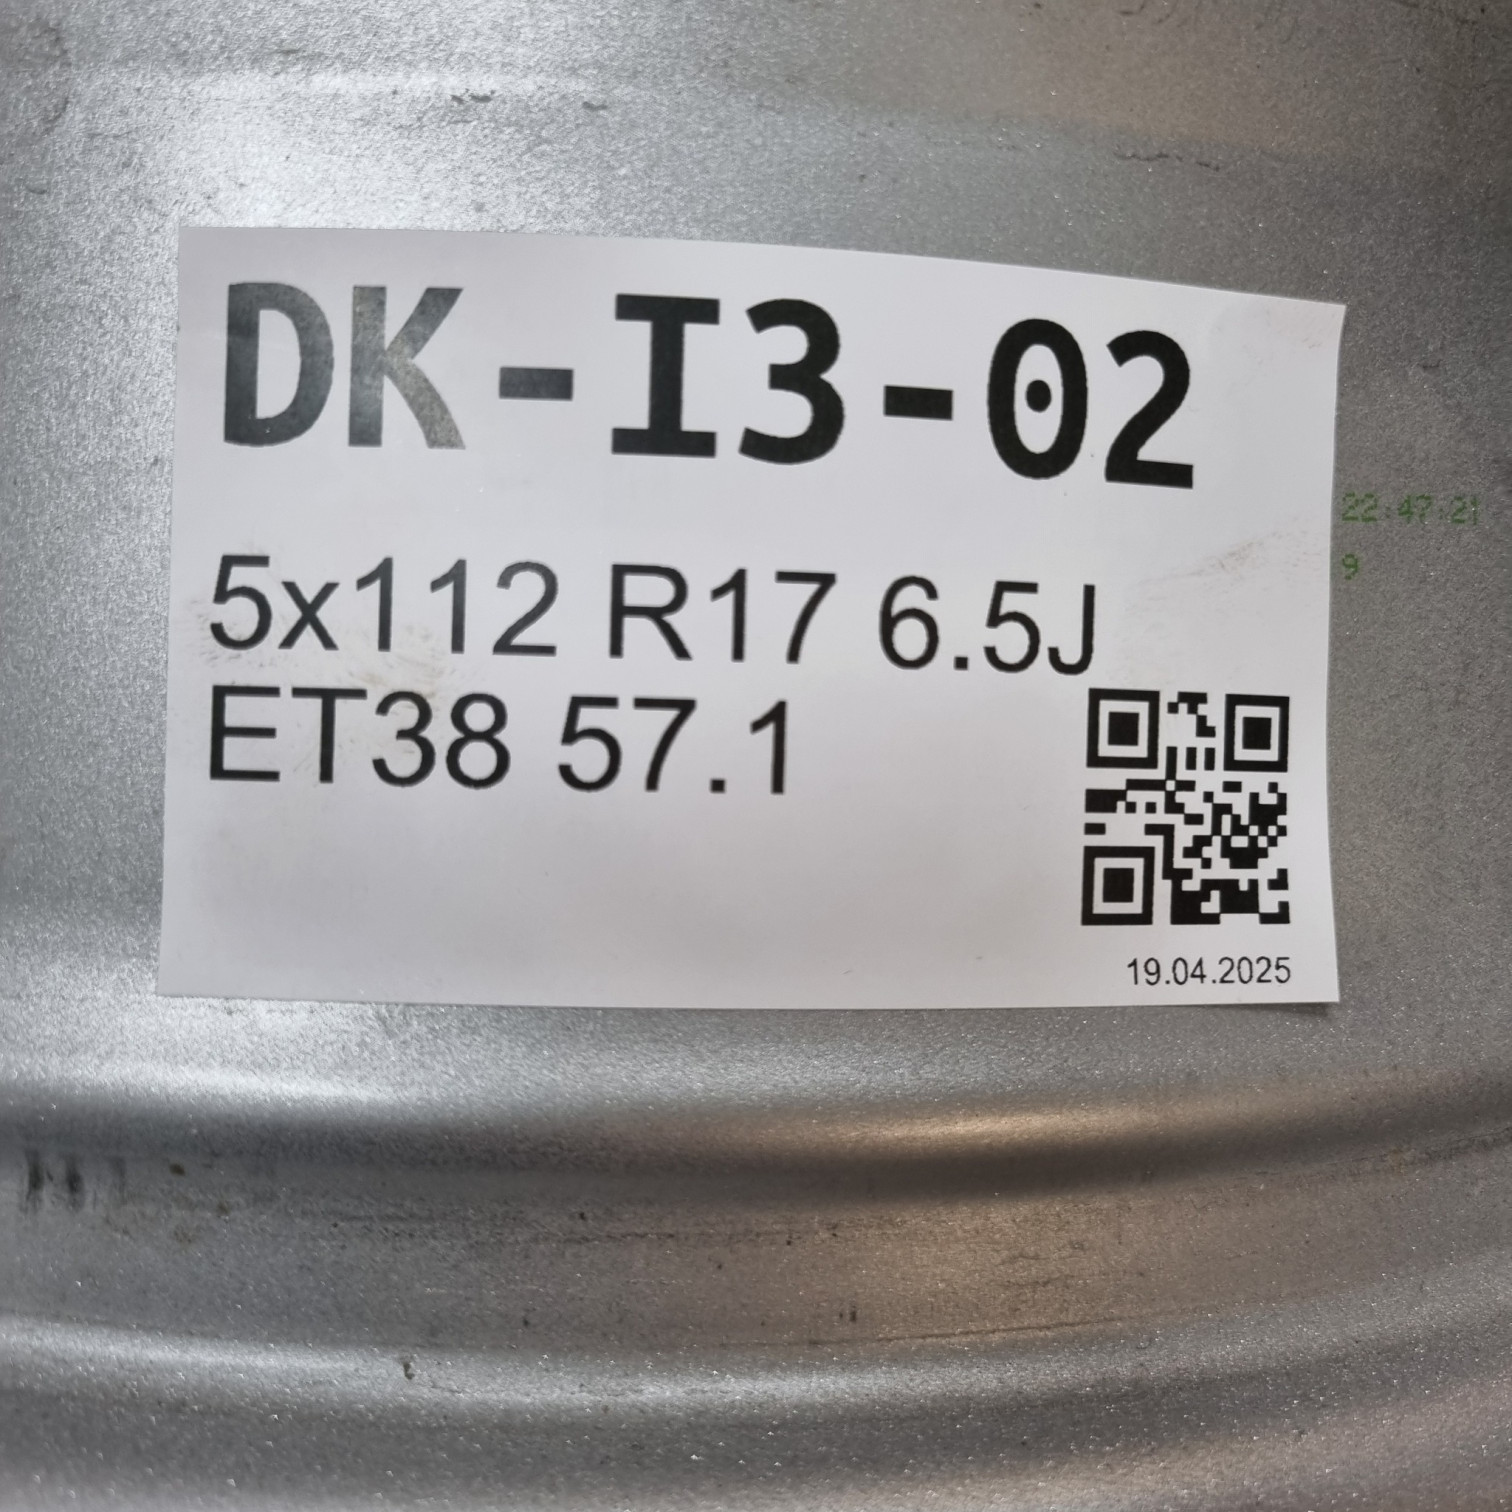 DK-I3-02
5x112 R17 6.5J
ET38 57.1
19.04.2025
22:47:21
9